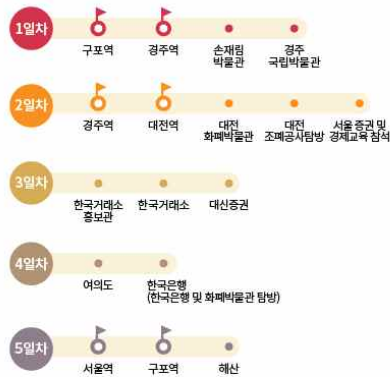 1일차
구포역
경주역
손재림
박물관
경주
국립박물관
2일차
경주역
대전역
대전
화폐박물관
대전
조폐공사탐방
서울 증권 및
경제교육 참석
3일차
한국거래소
홍보관
한국거래소
대신증권
4일차
여의도
한국은행
(한국은행 및 화폐박물관 탐방)
5일차
서울역
구포역
해산